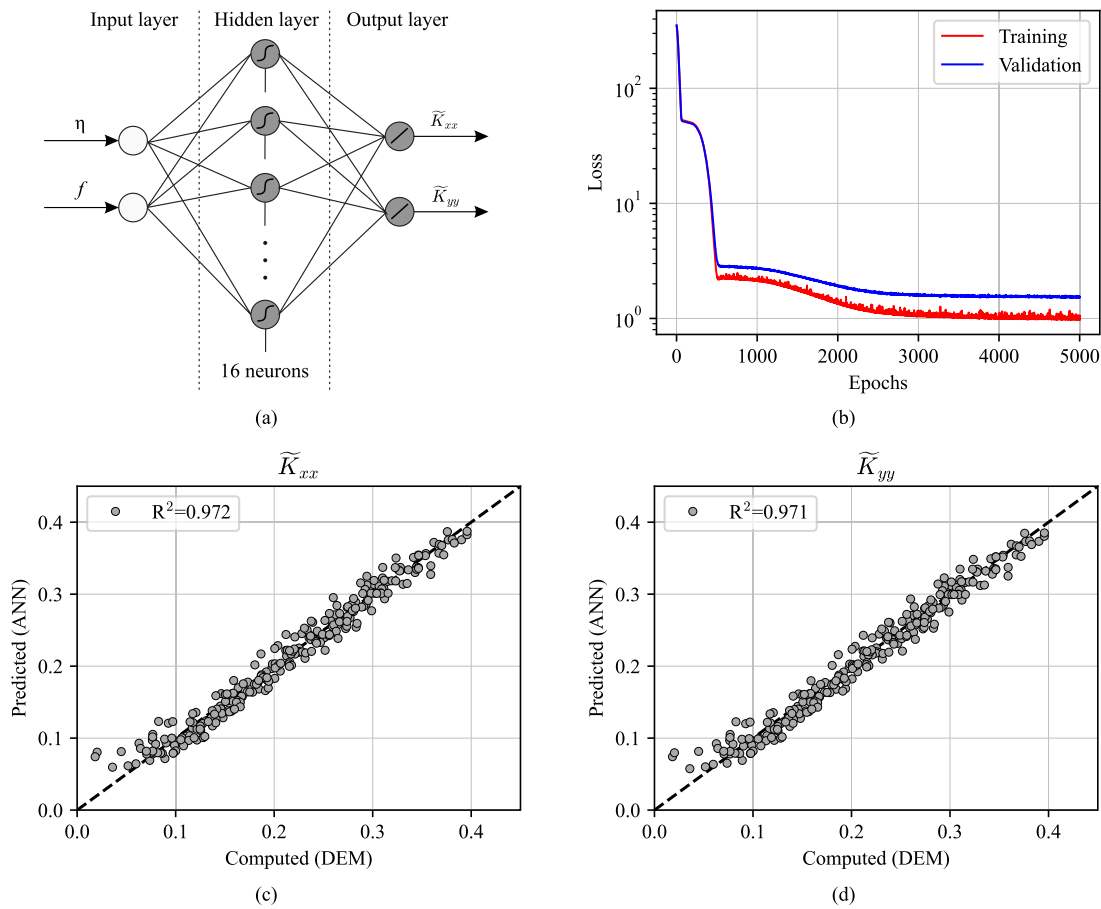 Input layer Hidden layer Output layer
η
f
K̃xx
K̃yy
16 neurons
(a)
Training
Validation
10²
10¹
10⁰
Loss
0 1000 2000 3000 4000 5000
Epochs
(b)
K̃xx
R²=0.972
0.4
0.3
0.2
0.1
0.0
Predicted (ANN)
0.0 0.1 0.2 0.3 0.4
Computed (DEM)
(c)
K̃yy
R²=0.971
0.4
0.3
0.2
0.1
0.0
Predicted (ANN)
0.0 0.1 0.2 0.3 0.4
Computed (DEM)
(d)